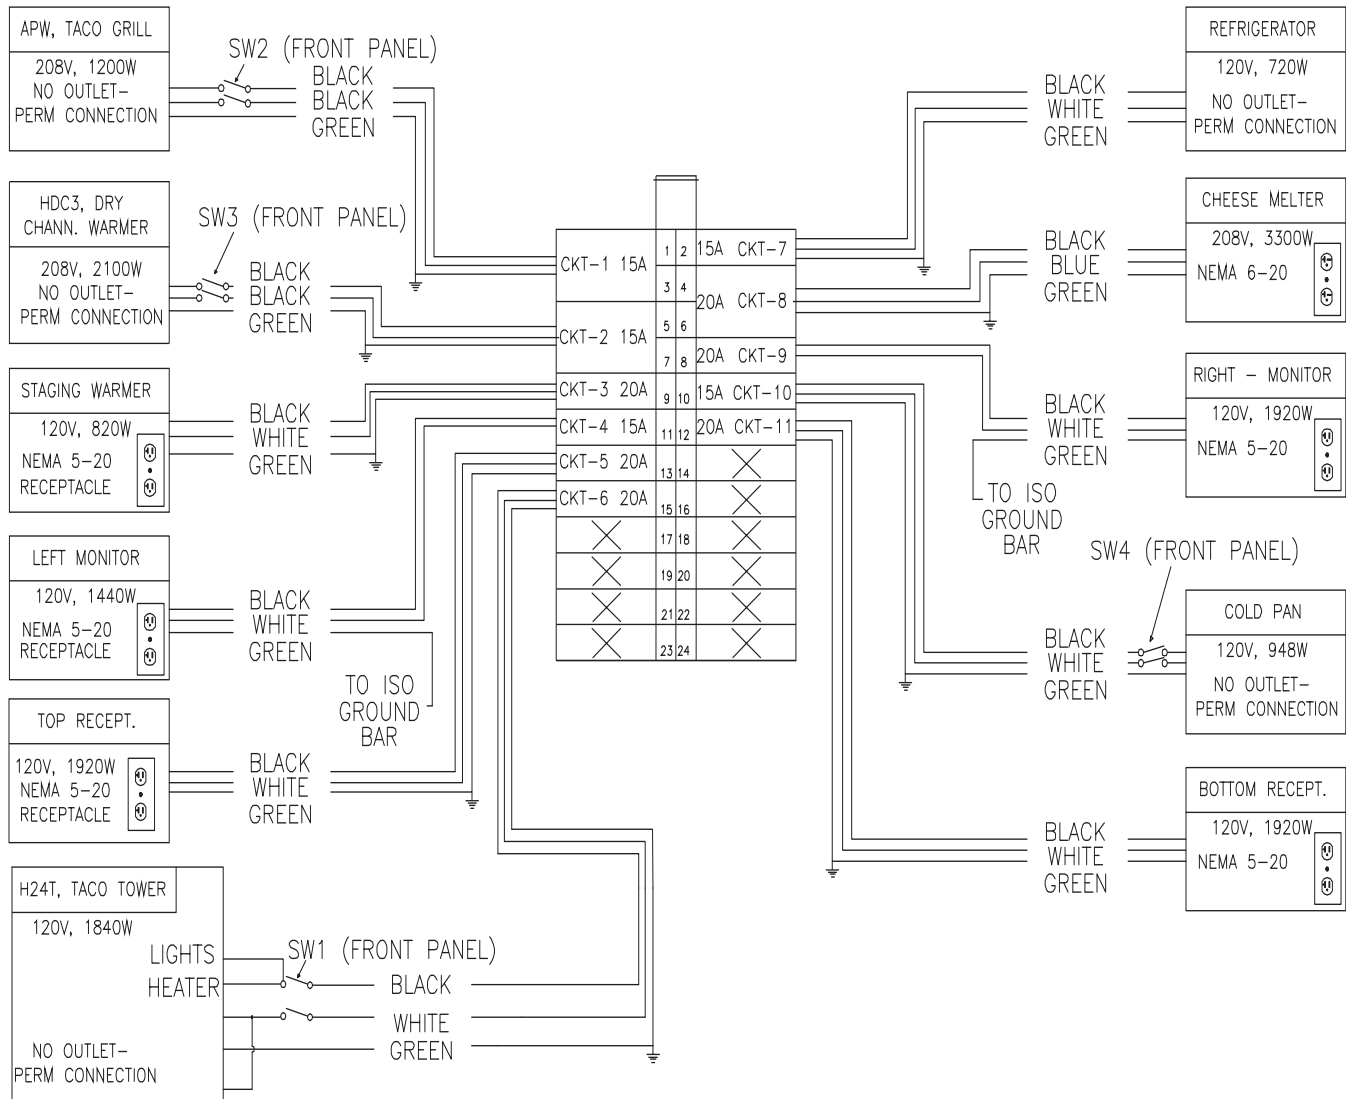 APW, TACO GRILL
208V, 1200W
NO OUTLET-
PERM CONNECTION
SW2 (FRONT PANEL)
BLACK
BLACK
GREEN
HDC3, DRY
CHANN. WARMER
208V, 2100W
NO OUTLET-
PERM CONNECTION
SW3 (FRONT PANEL)
BLACK
BLACK
GREEN
STAGING WARMER
120V, 820W
NEMA 5-20
RECEPTACLE
BLACK
WHITE
GREEN
LEFT MONITOR
120V, 1440W
NEMA 5-20
RECEPTACLE
BLACK
WHITE
GREEN
TO ISO
GROUND
BAR
TOP RECEPT.
120V, 1920W
NEMA 5-20
RECEPTACLE
BLACK
WHITE
GREEN
H24T, TACO TOWER
120V, 1840W
LIGHTS
HEATER
NO OUTLET-
PERM CONNECTION
SW1 (FRONT PANEL)
BLACK
WHITE
GREEN
CKT-1 15A 1 2 15A CKT-7
3 4
20A CKT-8
5 6
CKT-2 15A
7 8 20A CKT-9
CKT-3 20A 9 10 15A CKT-10
CKT-4 15A 11 12 20A CKT-11
CKT-5 20A 13 14
CKT-6 20A 15 16
17 18
19 20
21 22
23 24
REFRIGERATOR
120V, 720W
NO OUTLET-
PERM CONNECTION
BLACK
WHITE
GREEN
CHEESE MELTER
208V, 3300W
NEMA 6-20
BLACK
BLUE
GREEN
RIGHT - MONITOR
120V, 1920W
NEMA 5-20
BLACK
WHITE
GREEN
TO ISO
GROUND
BAR
SW4 (FRONT PANEL)
COLD PAN
120V, 948W
NO OUTLET-
PERM CONNECTION
BLACK
WHITE
GREEN
BOTTOM RECEPT.
120V, 1920W
NEMA 5-20
BLACK
WHITE
GREEN